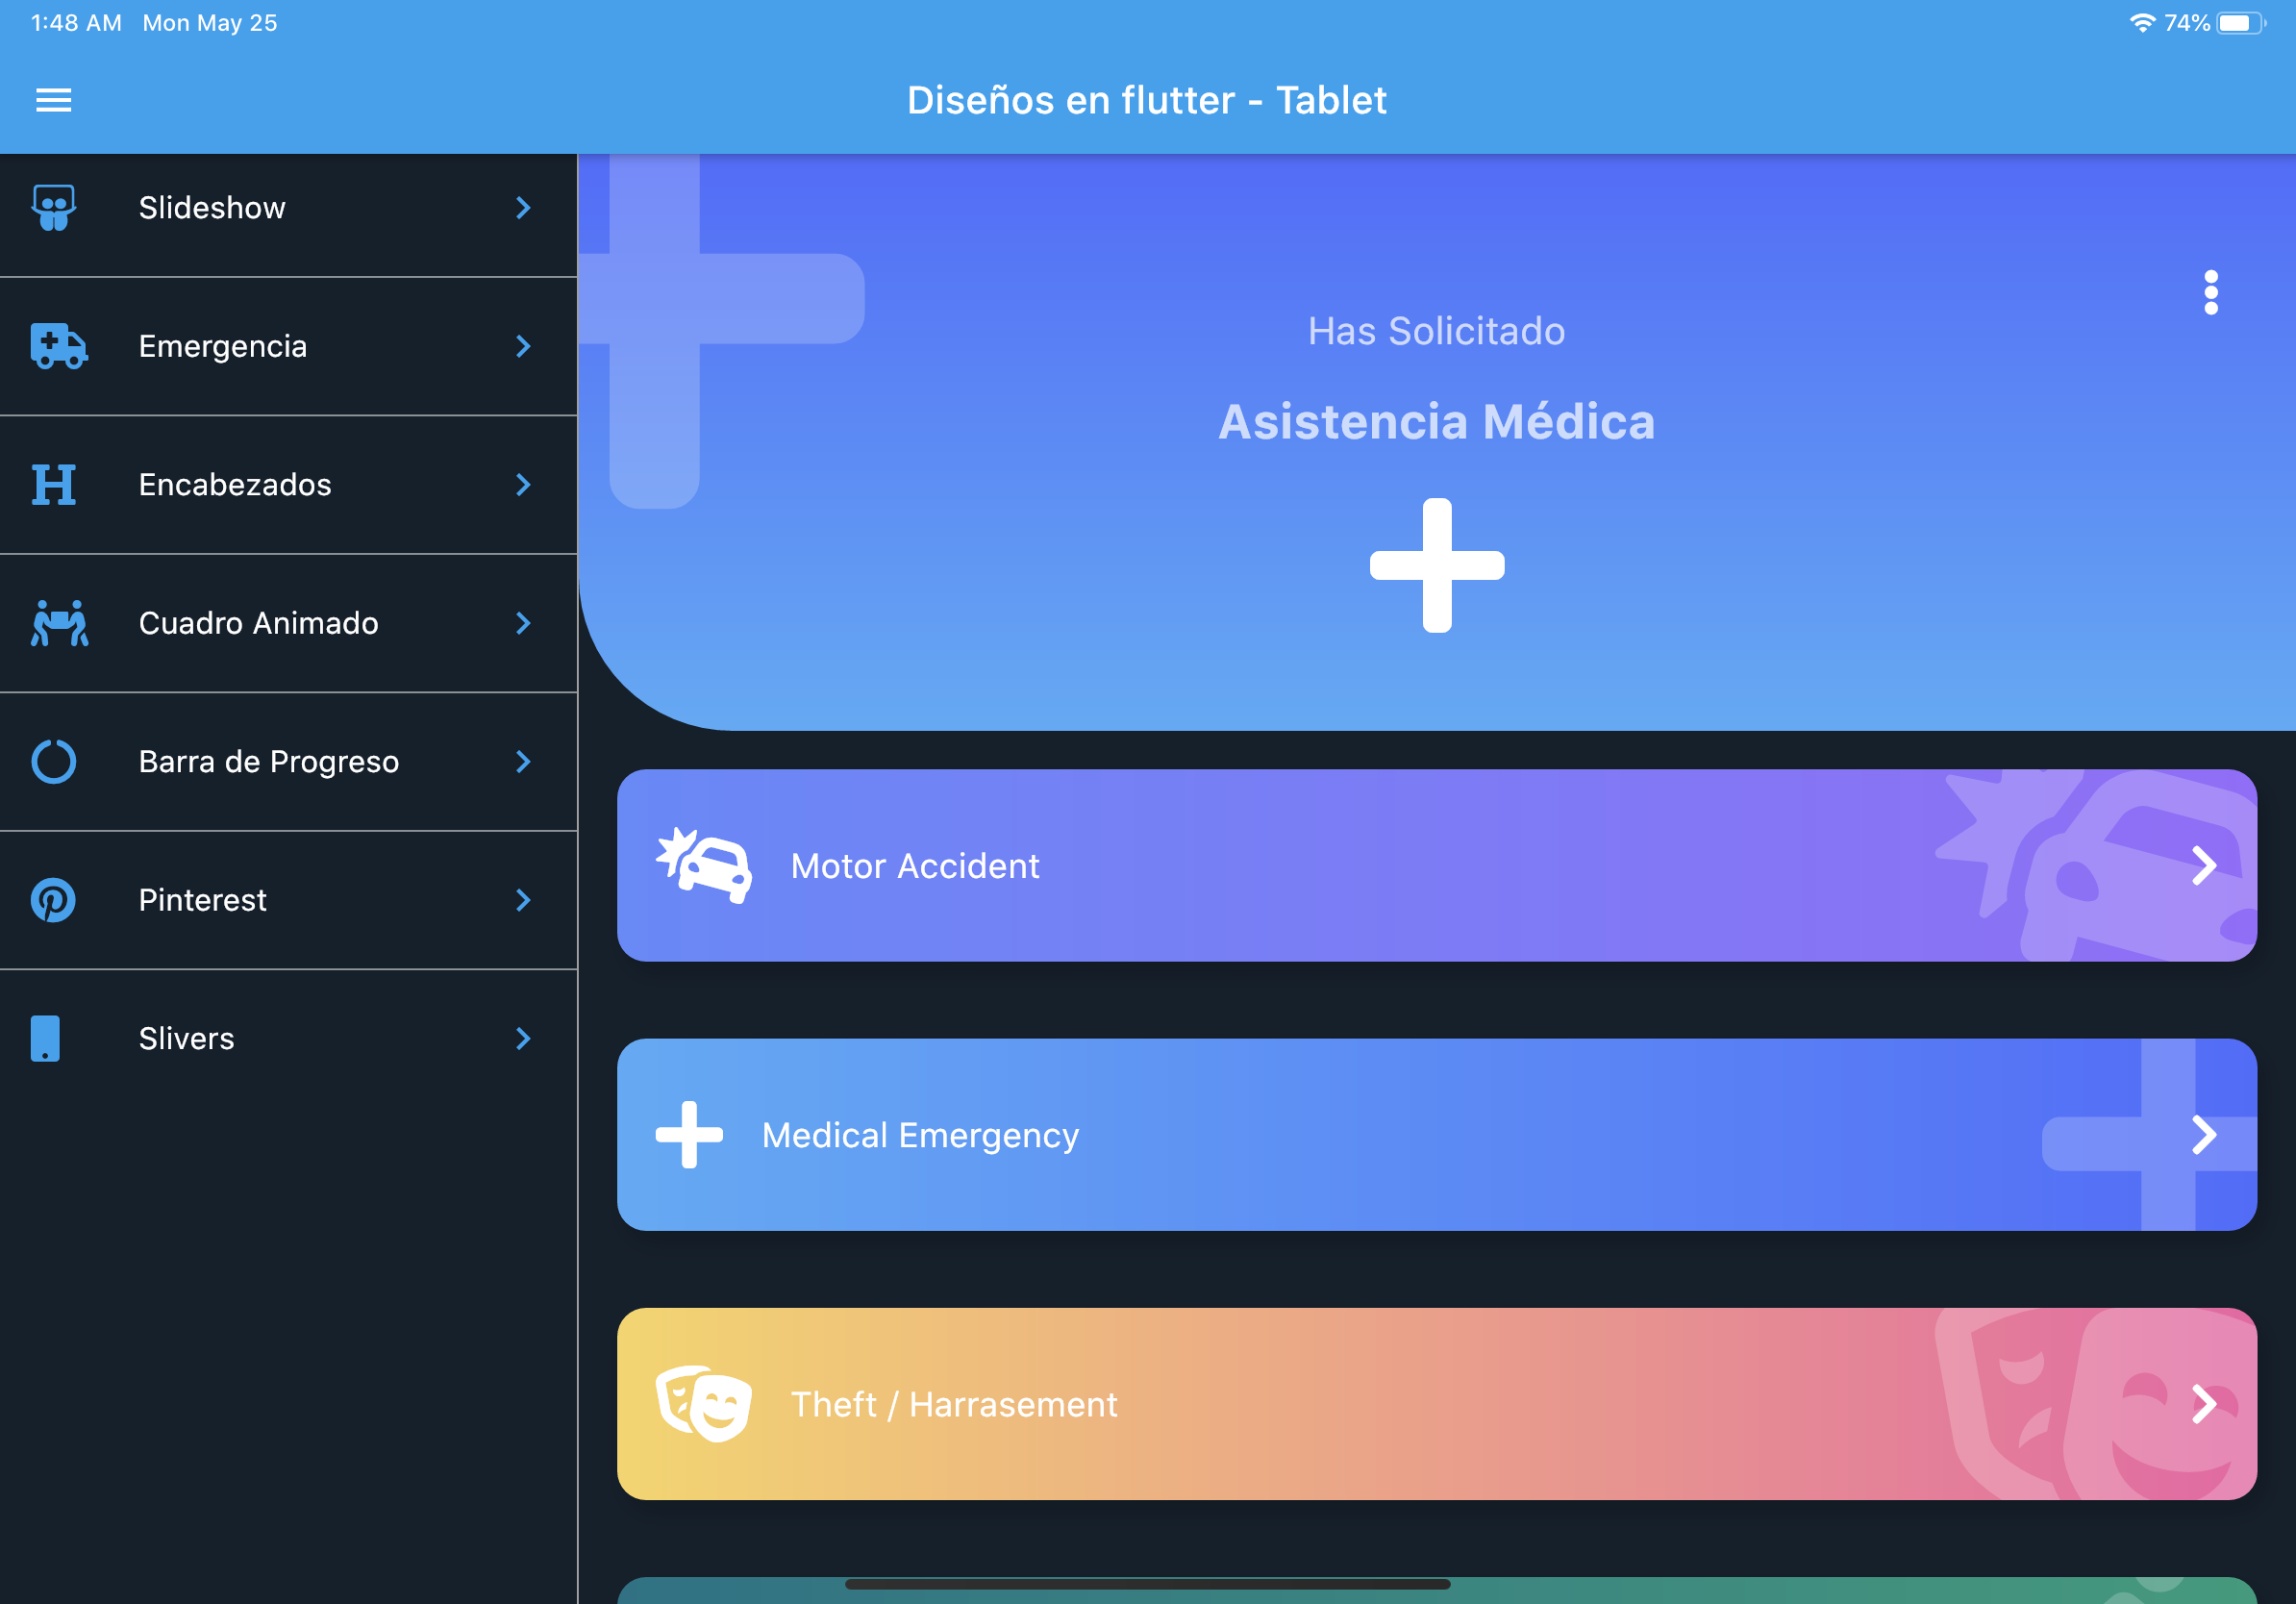 1:48 AM Mon May 25
74%
Diseños en flutter - Tablet
Slideshow
Emergencia
Encabezados
Cuadro Animado
Barra de Progreso
Pinterest
Slivers
Has Solicitado
Asistencia Médica
Motor Accident
Medical Emergency
Theft / Harrasement